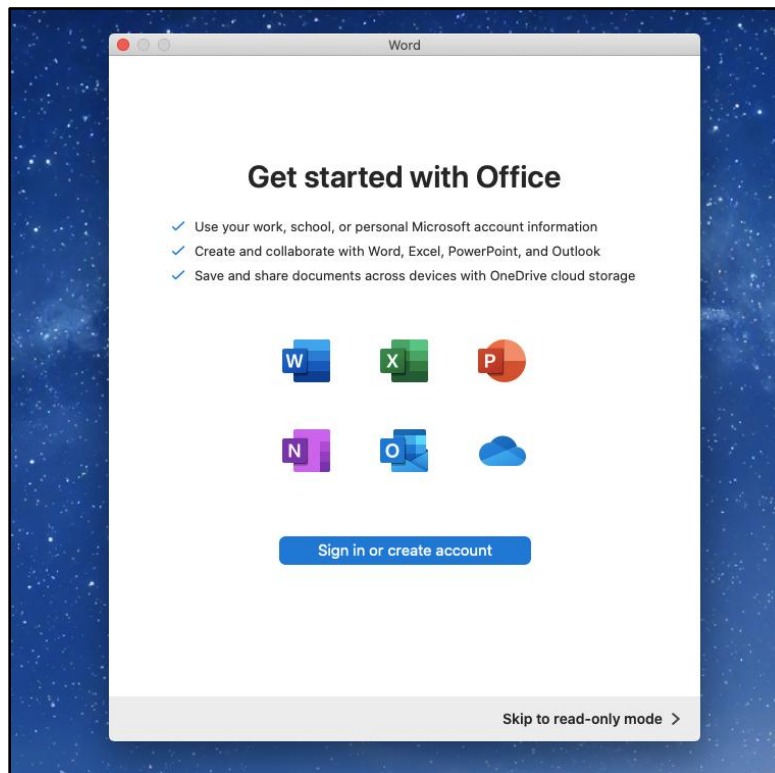 Word
Get started with Office
Use your work, school, or personal Microsoft account information
Create and collaborate with Word, Excel, PowerPoint, and Outlook
Save and share documents across devices with OneDrive cloud storage
W X P
N O
Sign in or create account
Skip to read-only mode